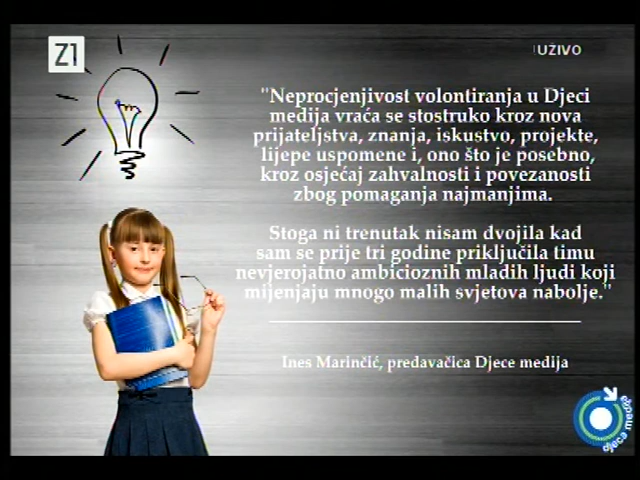 Z1
UŽIVO
"Neprocjenjivost volontiranja u Djeci
medija vraća se stostruko kroz nova
prijateljstva, znanja, iskustvo, projekte,
lijepe uspomene i, ono što je posebno,
kroz osjećaj zahvalnosti i povezanosti
zbog pomaganja najmanjima.
Stoga ni trenutak nisam dvojila kad
sam se prije tri godine priključila timu
nevjerojatno ambicioznih mladih ljudi koji
mijenjaju mnogo malih svjetova nabolje."
Ines Marinčić, predavačica Djece medija
djeca medija